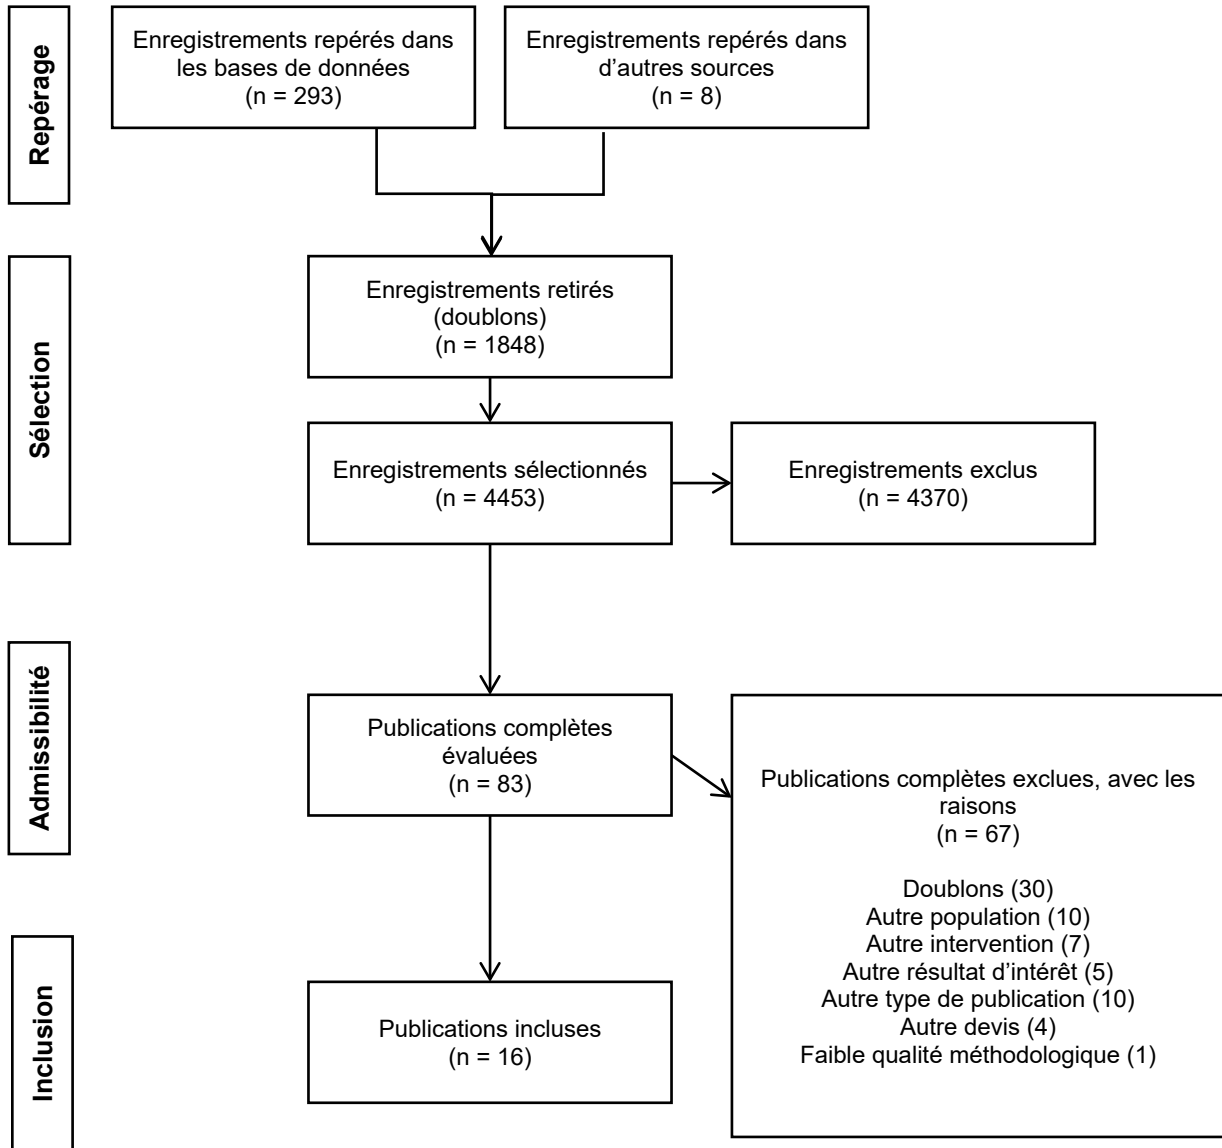 Repérage
Enregistrements repérés dans
les bases de données
(n = 293)
Enregistrements repérés dans
d'autres sources
(n = 8)
Sélection
Enregistrements retirés
(doublons)
(n = 1848)
Enregistrements sélectionnés
(n = 4453)
Enregistrements exclus
(n = 4370)
Admissibilité
Publications complètes
évaluées
(n = 83)
Publications complètes exclues, avec les
raisons
(n = 67)
Doublons (30)
Autre population (10)
Autre intervention (7)
Autre résultat d'intérêt (5)
Autre type de publication (10)
Autre devis (4)
Faible qualité méthodologique (1)
Inclusion
Publications incluses
(n = 16)